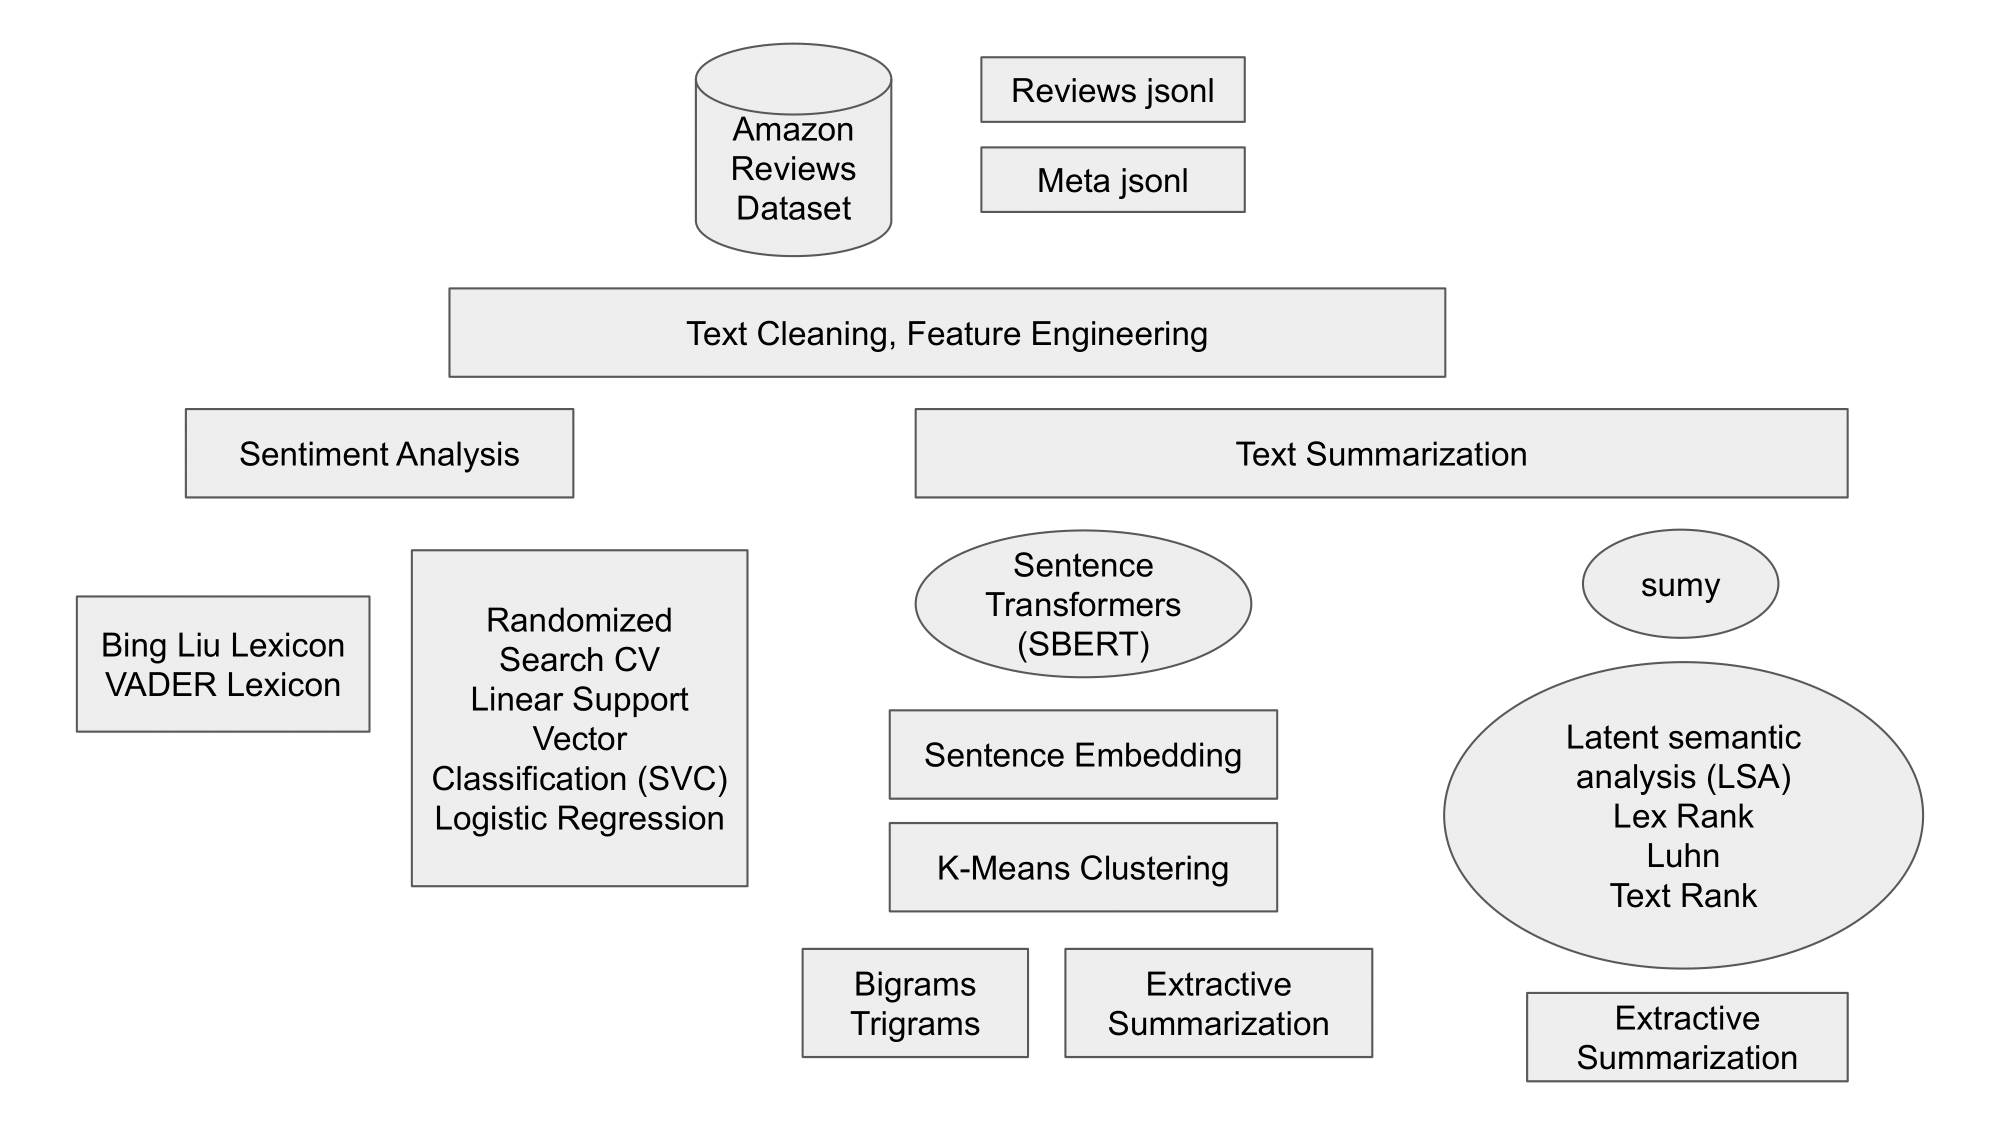 Amazon
Reviews
Dataset
Reviews jsonl
Meta jsonl
Text Cleaning, Feature Engineering
Sentiment Analysis
Text Summarization
Bing Liu Lexicon
VADER Lexicon
Randomized
Search CV
Linear Support
Vector
Classification (SVC)
Logistic Regression
Sentence
Transformers
(SBERT)
Sentence Embedding
K-Means Clustering
Bigrams
Trigrams
Extractive
Summarization
sumy
Latent semantic
analysis (LSA)
Lex Rank
Luhn
Text Rank
Extractive
Summarization